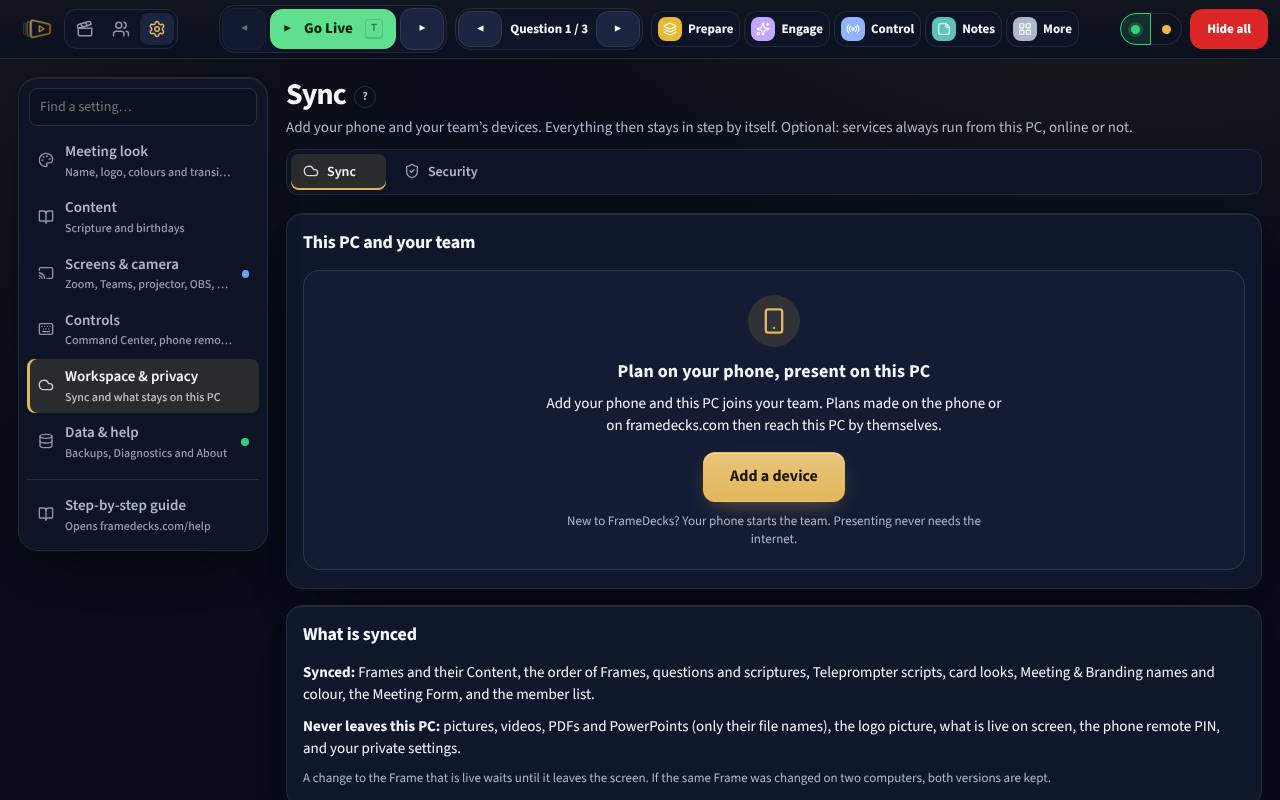 Go Live T
Question 1 / 3
Prepare
Engage
Control
Notes
More
Hide all
Find a setting…
Meeting look
Name, logo, colours and transi…
Content
Scripture and birthdays
Screens & camera
Zoom, Teams, projector, OBS, …
Controls
Command Center, phone remo…
Workspace & privacy
Sync and what stays on this PC
Data & help
Backups, Diagnostics and About
Step-by-step guide
Opens framedecks.com/help
Sync ?
Add your phone and your team’s devices. Everything then stays in step by itself. Optional: services always run from this PC, online or not.
Sync
Security
This PC and your team
Plan on your phone, present on this PC
Add your phone and this PC joins your team. Plans made on the phone or
on framedecks.com then reach this PC by themselves.
Add a device
New to FrameDecks? Your phone starts the team. Presenting never needs the
internet.
What is synced
Synced: Frames and their Content, the order of Frames, questions and scriptures, Teleprompter scripts, card looks, Meeting & Branding names and
colour, the Meeting Form, and the member list.
Never leaves this PC: pictures, videos, PDFs and PowerPoints (only their file names), the logo picture, what is live on screen, the phone remote PIN,
and your private settings.
A change to the Frame that is live waits until it leaves the screen. If the same Frame was changed on two computers, both versions are kept.